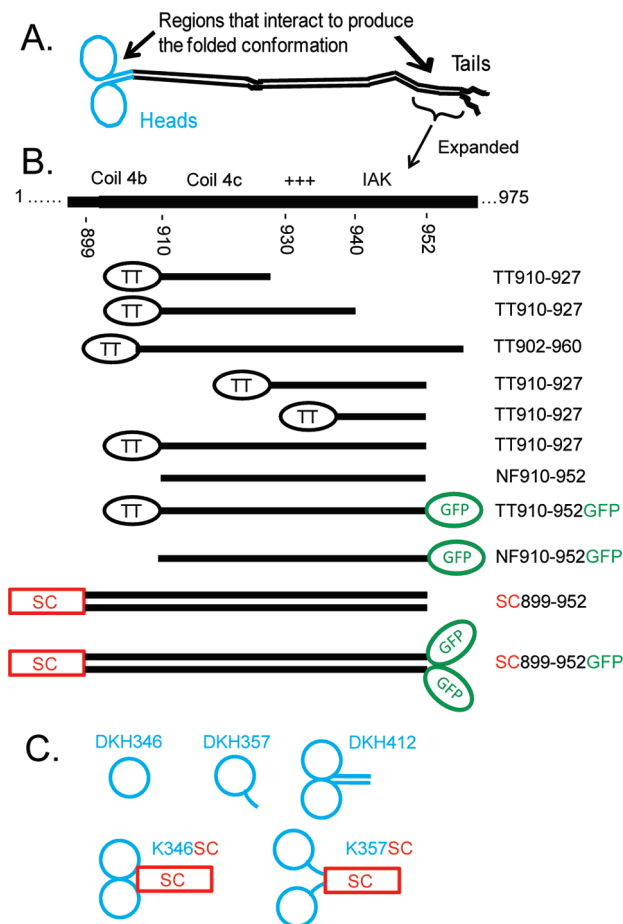 A.
Regions that interact to produce
the folded conformation
Tails
Heads
Expanded
B.
Coil 4b Coil 4c +++ IAK
1 ...... ...975
-899 -910 -930 -940 -952
TT TT910-927
TT TT910-927
TT TT902-960
TT TT910-927
TT TT910-927
TT TT910-927
NF910-952
TT GFP TT910-952GFP
GFP NF910-952GFP
SC SC899-952
GFP
SC SC899-952GFP
GFP
C.
DKH346 DKH357 DKH412
K346SC K357SC
SC SC